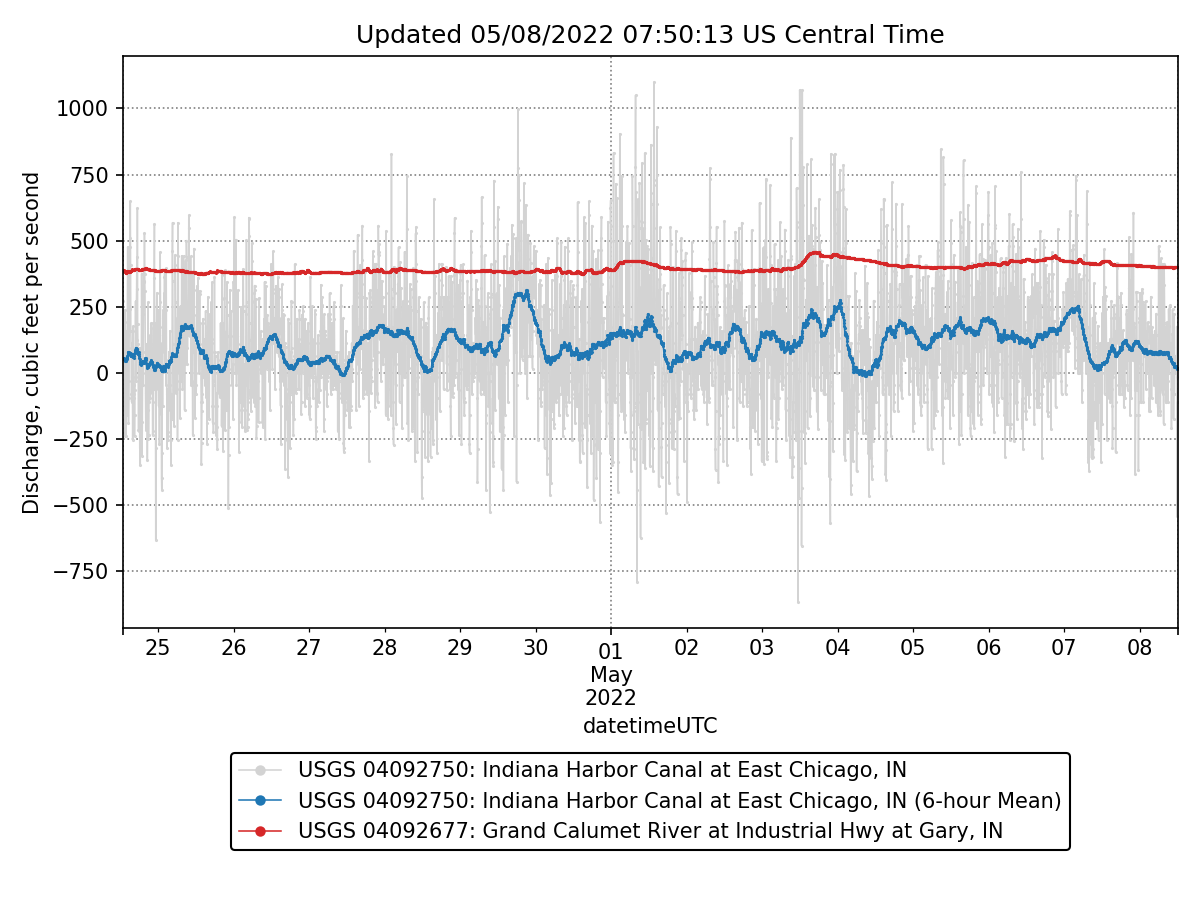 Updated 05/08/2022 07:50:13 US Central Time
Discharge, cubic feet per second
1000
750
500
250
0
−250
−500
−750
25 26 27 28 29 30 01 02 03 04 05 06 07 08
May
2022
datetimeUTC
USGS 04092750: Indiana Harbor Canal at East Chicago, IN
USGS 04092750: Indiana Harbor Canal at East Chicago, IN (6-hour Mean)
USGS 04092677: Grand Calumet River at Industrial Hwy at Gary, IN